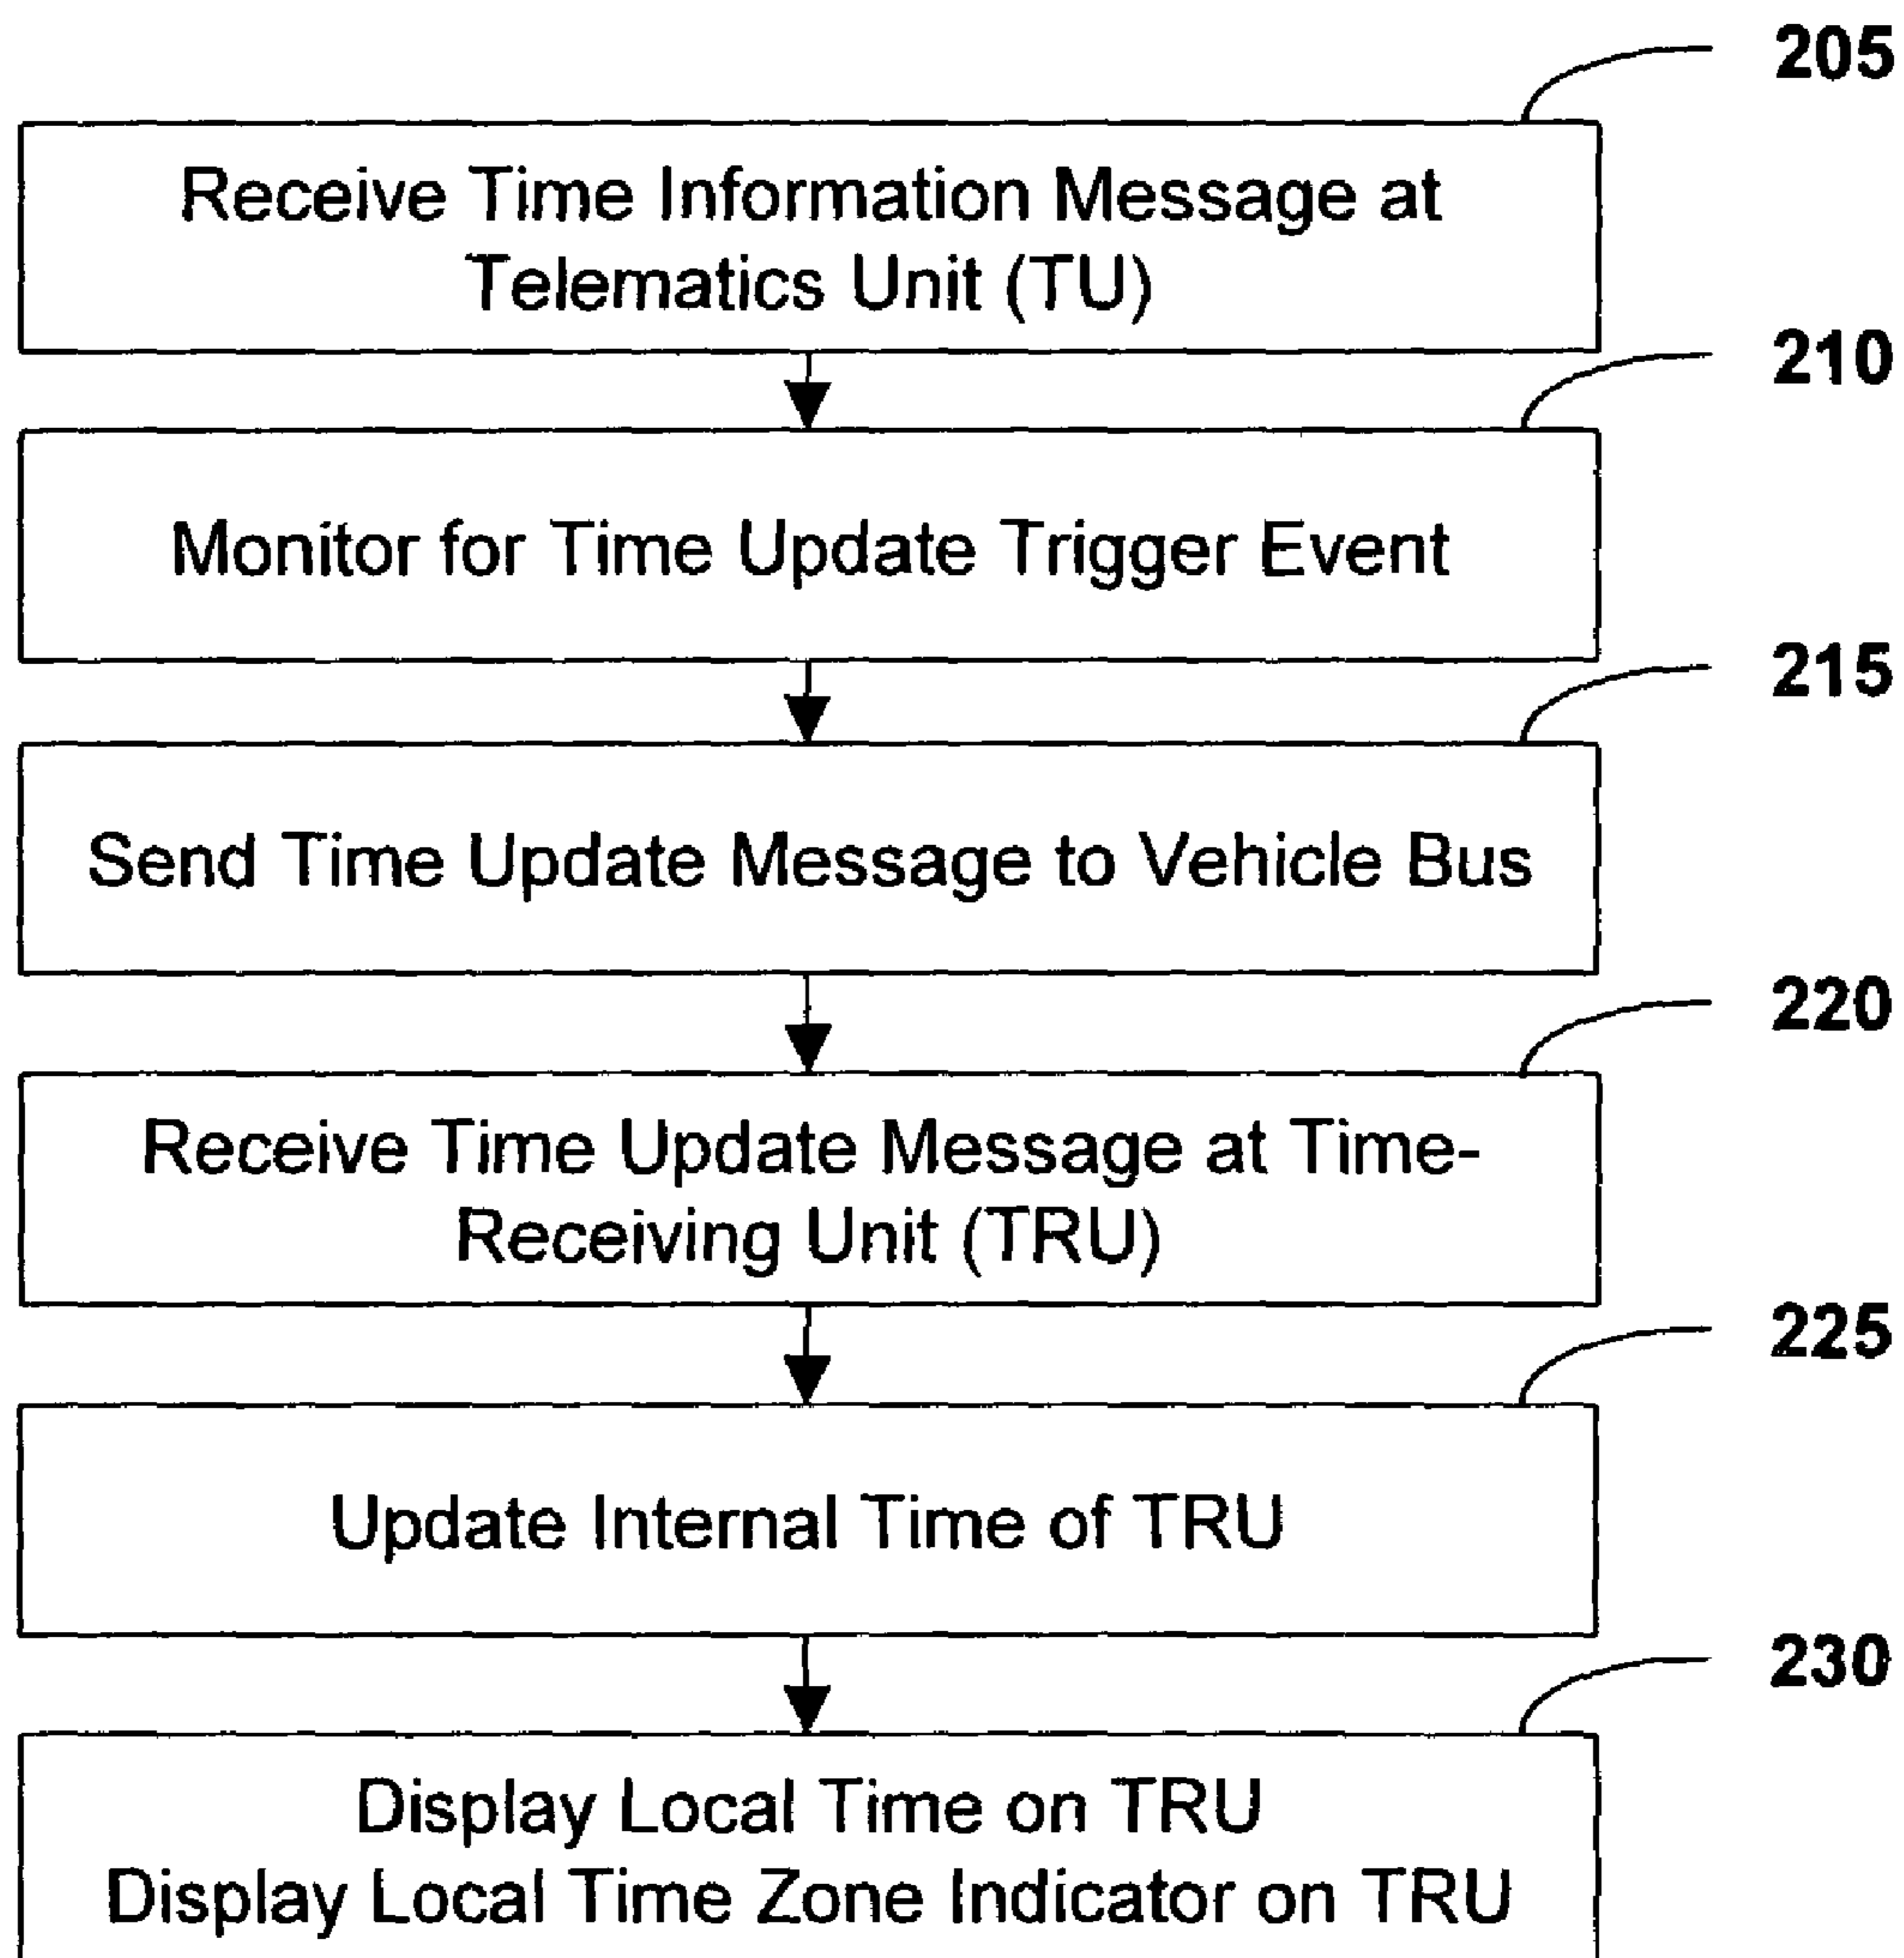 205
Receive Time Information Message at
Telematics Unit (TU)
210
Monitor for Time Update Trigger Event
215
Send Time Update Message to Vehicle Bus
220
Receive Time Update Message at Time-
Receiving Unit (TRU)
225
Update Internal Time of TRU
230
Display Local Time on TRU
Display Local Time Zone Indicator on TRU